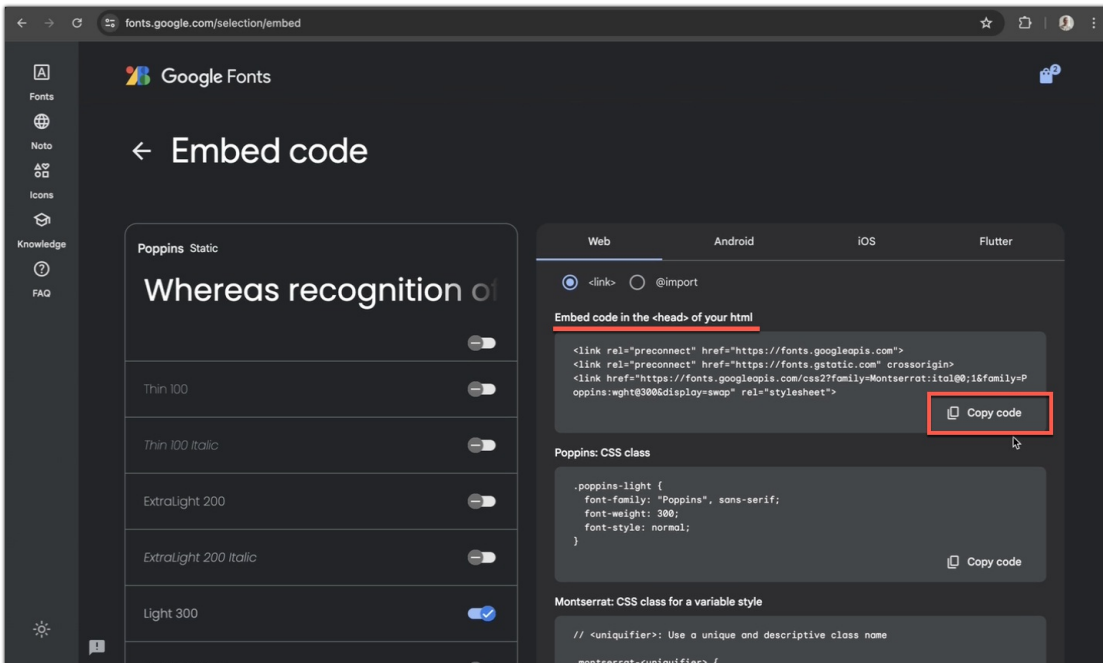 fonts.google.com/selection/embed
Fonts
Noto
Icons
Knowledge
FAQ
Google Fonts
2
Embed code
Poppins Static
Whereas recognition of
Thin 100
Thin 100 Italic
ExtraLight 200
ExtraLight 200 Italic
Light 300
Web Android iOS Flutter
<link> @import
Embed code in the <head> of your html
<link rel="preconnect" href="https://fonts.googleapis.com">
<link rel="preconnect" href="https://fonts.gstatic.com" crossorigin>
<link href="https://fonts.googleapis.com/css2?family=Montserrat:ital@0;1&family=P
oppins:wght@300&display=swap" rel="stylesheet">
Copy code
Poppins: CSS class
.poppins-light {
font-family: "Poppins", sans-serif;
font-weight: 300;
font-style: normal;
}
Copy code
Montserrat: CSS class for a variable style
// <uniquifier>: Use a unique and descriptive class name
.montserrat-<uniquifier> {